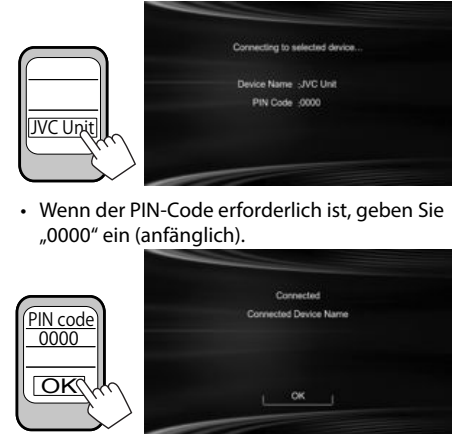 Connecting to selected device...
Device Name :JVC Unit
PIN Code :0000
JVC Unit
• Wenn der PIN-Code erforderlich ist, geben Sie
„0000“ ein (anfänglich).
Connected
Connected Device Name
OK
PIN code
0000
OK